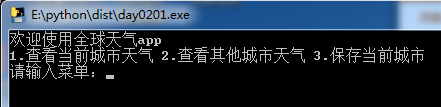 E:\python\dist\day0201.exe
欢迎使用全球天气app
1.查看当前城市天气 2.查看其他城市天气 3.保存当前城市
请输入菜单：